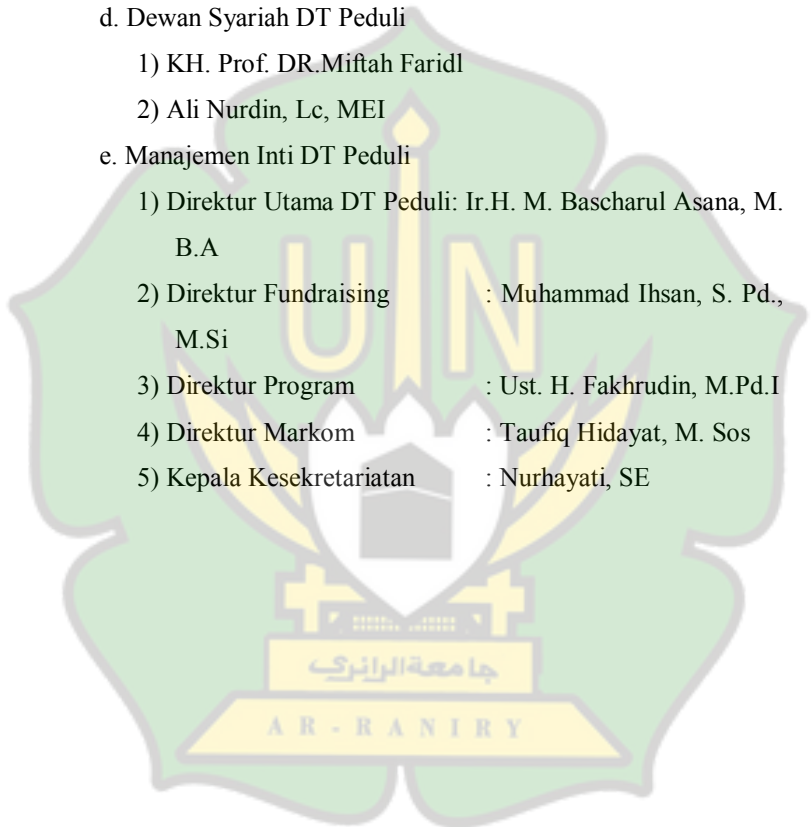 d. Dewan Syariah DT Peduli
1) KH. Prof. DR.Miftah Faridl
2) Ali Nurdin, Lc, MEI
e. Manajemen Inti DT Peduli
1) Direktur Utama DT Peduli: Ir.H. M. Bascharul Asana, M.
B.A
2) Direktur Fundraising : Muhammad Ihsan, S. Pd.,
M.Si
3) Direktur Program : Ust. H. Fakhrudin, M.Pd.I
4) Direktur Markom : Taufiq Hidayat, M. Sos
5) Kepala Kesekretariatan : Nurhayati, SE
UIN
جامعة الرانري
AR-RANIRY